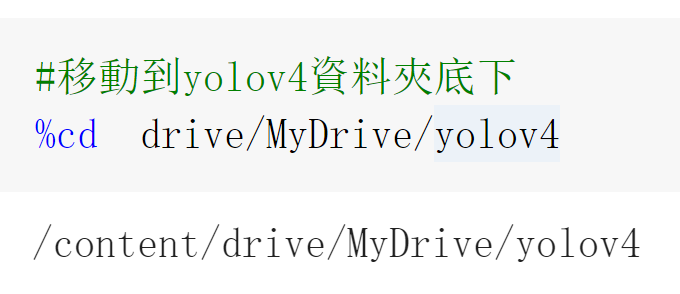 #移動到yolov4資料夾底下
%cd  drive/MyDrive/yolov4
/content/drive/MyDrive/yolov4